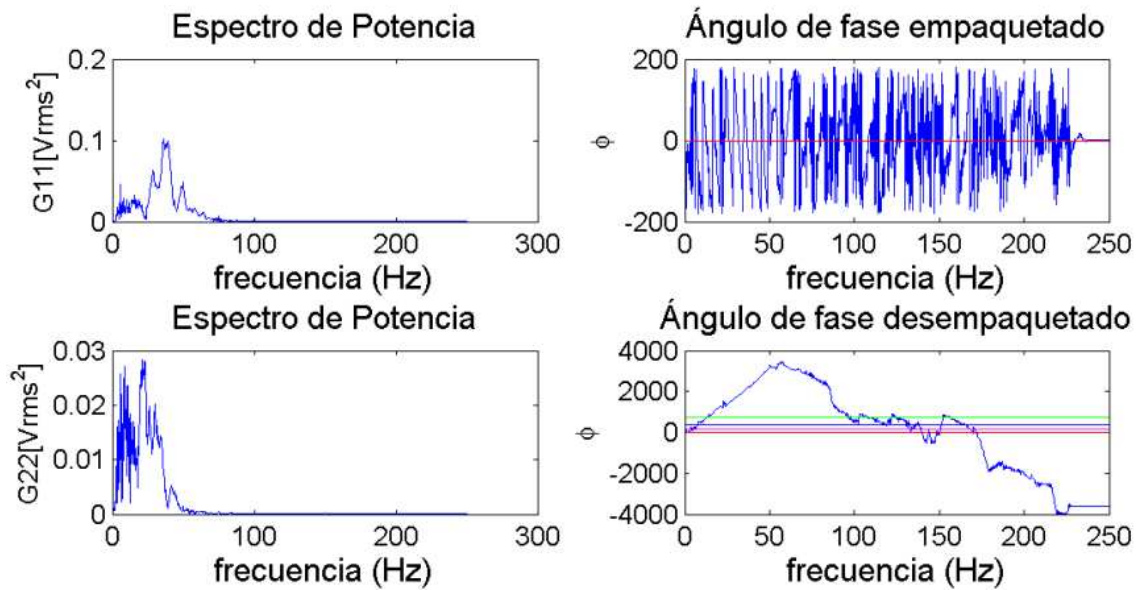 Espectro de Potencia
G11[Vrms²]
0.2
0.1
0
0 100 200 300
frecuencia (Hz)
Ángulo de fase empaquetado
ϕ
200
0
-200
0 50 100 150 200 250
frecuencia (Hz)
Espectro de Potencia
G22[Vrms²]
0.03
0.02
0.01
0
0 100 200 300
frecuencia (Hz)
Ángulo de fase desempaquetado
ϕ
4000
2000
0
-2000
-4000
0 50 100 150 200 250
frecuencia (Hz)